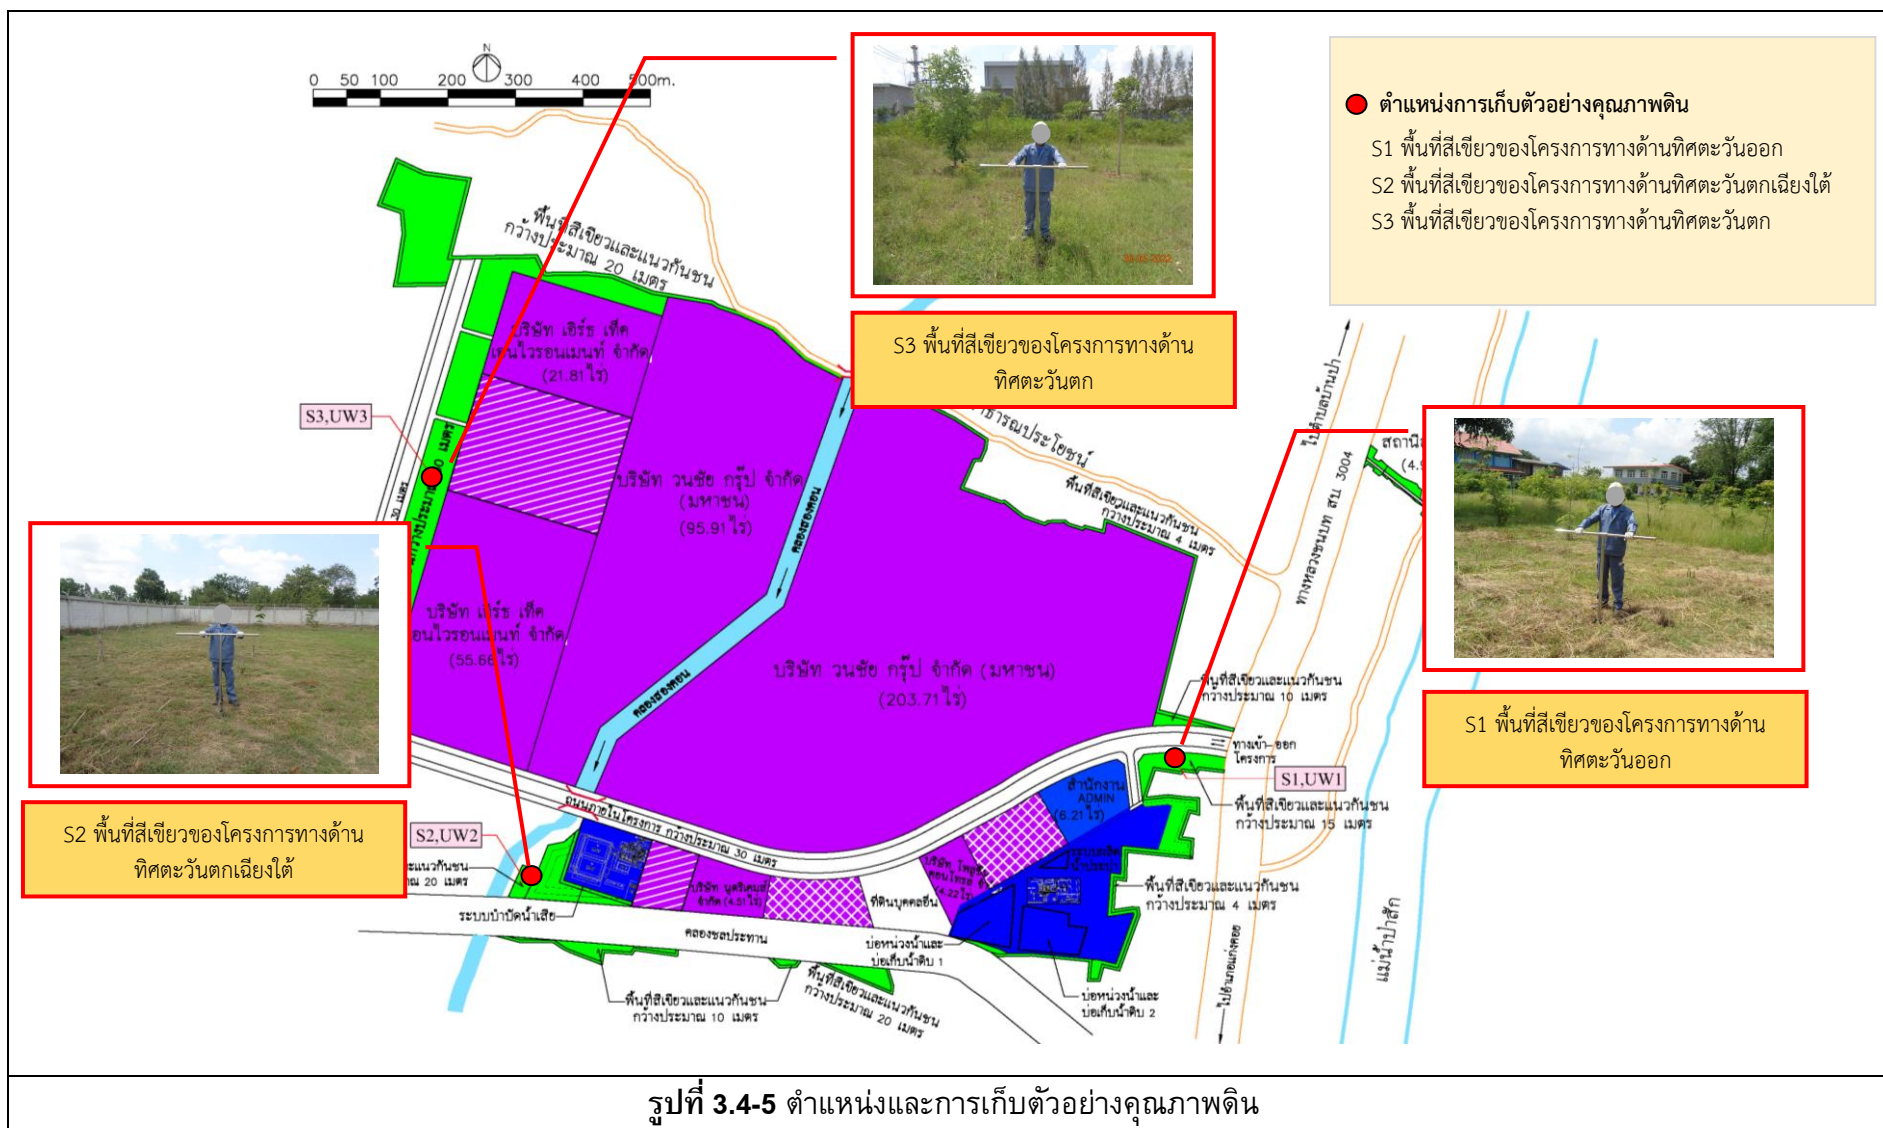 N
0 50 100 200 300 400 500m.
ตำแหน่งการเก็บตัวอย่างคุณภาพดิน
S1 พื้นที่สีเขียวของโครงการทางด้านทิศตะวันออก
S2 พื้นที่สีเขียวของโครงการทางด้านทิศตะวันตกเฉียงใต้
S3 พื้นที่สีเขียวของโครงการทางด้านทิศตะวันตก
พื้นที่สีเขียวและแนวกันชน
กว้างประมาณ 20 เมตร
S3 พื้นที่สีเขียวของโครงการทางด้าน
ทิศตะวันตก
บริษัท เอิร์ธ เท็ค
เอนไวรอนเมนท์ จำกัด
(21.81 ไร่)
S3,UW3
30 เมตร
บริษัท วนชัย กรุ๊ป จำกัด
(มหาชน)
(95.91 ไร่)
คลองสองคอน
พื้นที่สีเขียวและแนวกันชน
กว้างประมาณ 4 เมตร
ไปตำบลบ้านป่า
ทางหลวงชนบท สบ 3004
บริษัท เอิร์ธ เท็ค
เอนไวรอนเมนท์ จำกัด
(55.66 ไร่)
คลองสองคอน
บริษัท วนชัย กรุ๊ป จำกัด (มหาชน)
(203.71 ไร่)
พื้นที่สีเขียวและแนวกันชน
กว้างประมาณ 10 เมตร
S1 พื้นที่สีเขียวของโครงการทางด้าน
ทิศตะวันออก
ทางเข้า-ออก
โครงการ
S1,UW1
พื้นที่สีเขียวและแนวกันชน
กว้างประมาณ 15 เมตร
สำนักงาน
ADMIN
(6.21 ไร่)
S2 พื้นที่สีเขียวของโครงการทางด้าน
ทิศตะวันตกเฉียงใต้
S2,UW2
ถนนภายในโครงการ กว้างประมาณ 30 เมตร
ระบบบำบัดน้ำเสีย
บริษัท นูตริเคมส์
จำกัด (4.51 ไร่)
ที่ดินบุคคลอื่น
(4.22 ไร่)
พื้นที่สีเขียวและแนวกันชน
กว้างประมาณ 4 เมตร
คลองชลประทาน
บ่อหน่วงน้ำและ
บ่อเก็บน้ำดิบ 1
บ่อหน่วงน้ำและ
บ่อเก็บน้ำดิบ 2
พื้นที่สีเขียวและแนวกันชน
กว้างประมาณ 10 เมตร
พื้นที่สีเขียวและแนวกันชน
กว้างประมาณ 20 เมตร
ไปอำเภอแก่งคอย
แม่น้ำป่าสัก
รูปที่ 3.4-5 ตำแหน่งและการเก็บตัวอย่างคุณภาพดิน